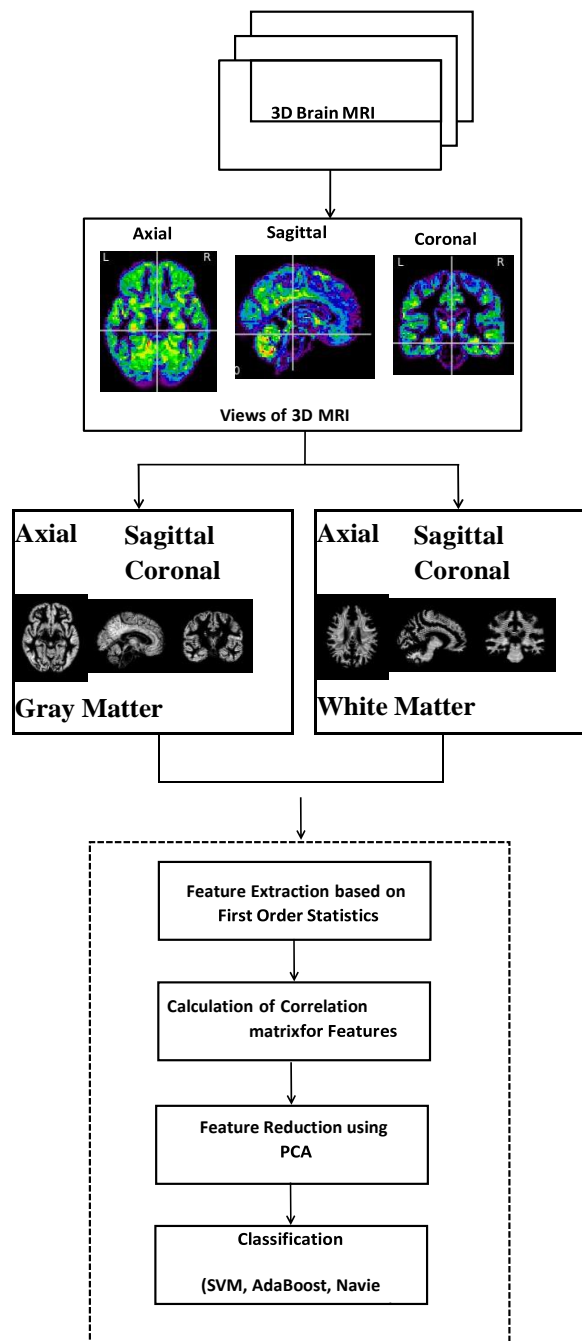 3D Brain MRI
Axial Sagittal Coronal
L R L R
0
Views of 3D MRI
Axial Sagittal
Coronal
Gray Matter
Axial Sagittal
Coronal
White Matter
Feature Extraction based on
First Order Statistics
Calculation of Correlation
matrixfor Features
Feature Reduction using
PCA
Classification
(SVM, AdaBoost, Navie